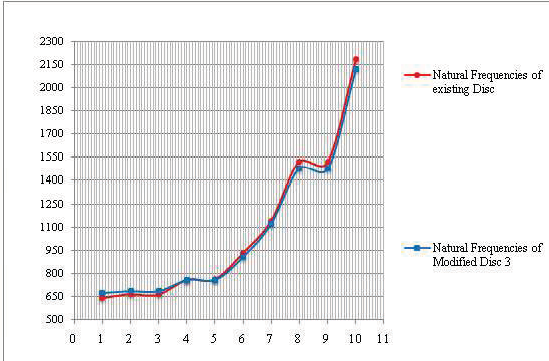 2300
2150
2000
1850
1700
1550
1400
1250
1100
950
800
650
500
0 1 2 3 4 5 6 7 8 9 10 11
Natural Frequencies of
existing Disc
Natural Frequencies of
Modified Disc 3